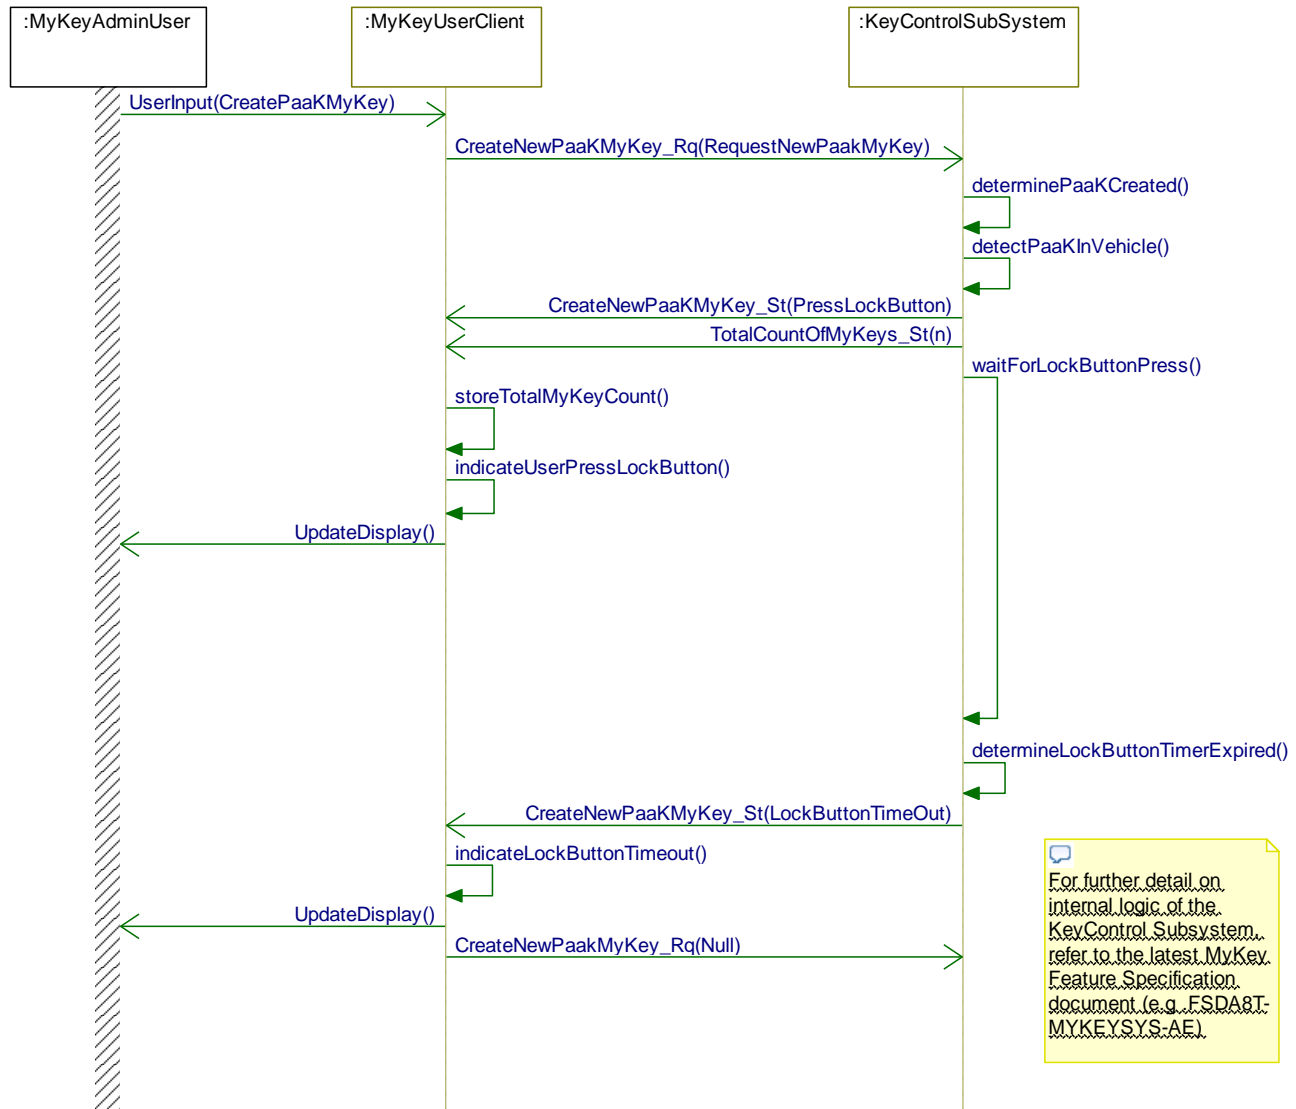 :MyKeyAdminUser
:MyKeyUserClient
:KeyControlSubSystem
UserInput(CreatePaaKMyKey)
CreateNewPaaKMyKey_Rq(RequestNewPaakMyKey)
determinePaaKCreated()
detectPaaKInVehicle()
CreateNewPaaKMyKey_St(PressLockButton)
TotalCountOfMyKeys_St(n)
waitForLockButtonPress()
storeTotalMyKeyCount()
indicateUserPressLockButton()
UpdateDisplay()
determineLockButtonTimerExpired()
CreateNewPaaKMyKey_St(LockButtonTimeOut)
indicateLockButtonTimeout()
UpdateDisplay()
CreateNewPaakMyKey_Rq(Null)
For further detail on
internal logic of the
KeyControl Subsystem,
refer to the latest MyKey
Feature Specification
document (e.g .FSDA8T-
MYKEYSYS-AE)